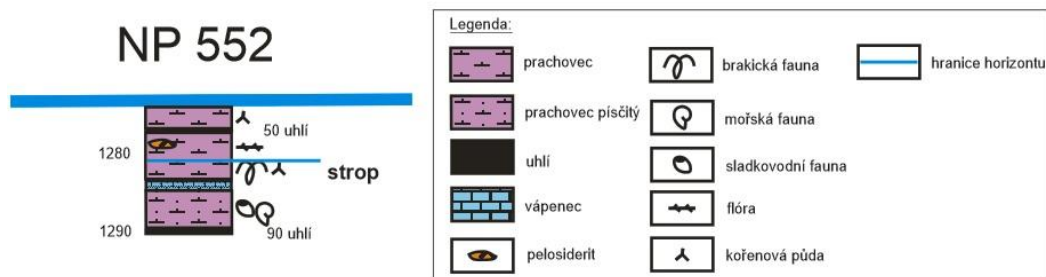 NP 552
50 uhlí
1280
strop
1290
90 uhlí
Legenda:
prachovec
prachovec písčitý
uhlí
vápenec
pelosiderit
brakická fauna
mořská fauna
sladkovodní fauna
flóra
kořenová půda
hranice horizontu